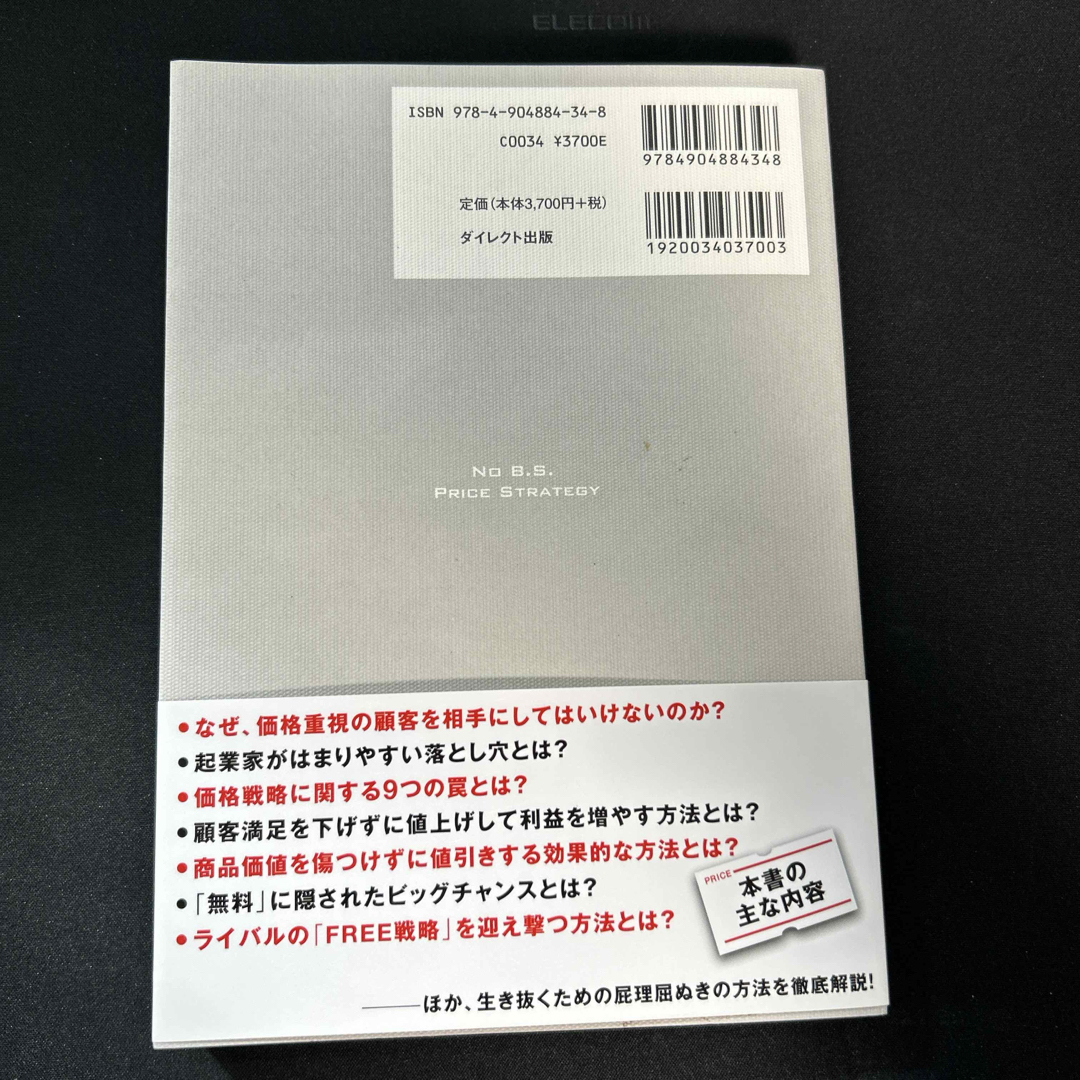 ELECOM
ISBN 978-4-904884-34-8
C0034 ¥3700E
9784904884348
定価(本体3,700円+税)
ダイレクト出版
1920034037003
No B.S.
Price Strategy
●なぜ、価格重視の顧客を相手にしてはいけないのか?
●起業家がはまりやすい落とし穴とは?
●価格戦略に関する9つの罠とは?
●顧客満足を下げずに値上げして利益を増やす方法とは?
●商品価値を傷つけずに値引きする効果的な方法とは?
●「無料」に隠されたビッグチャンスとは?
●ライバルの「FREE戦略」を迎え撃つ方法とは?
PRICE
本書の
主な内容
――ほか、生き抜くための屁理屈ぬきの方法を徹底解説!